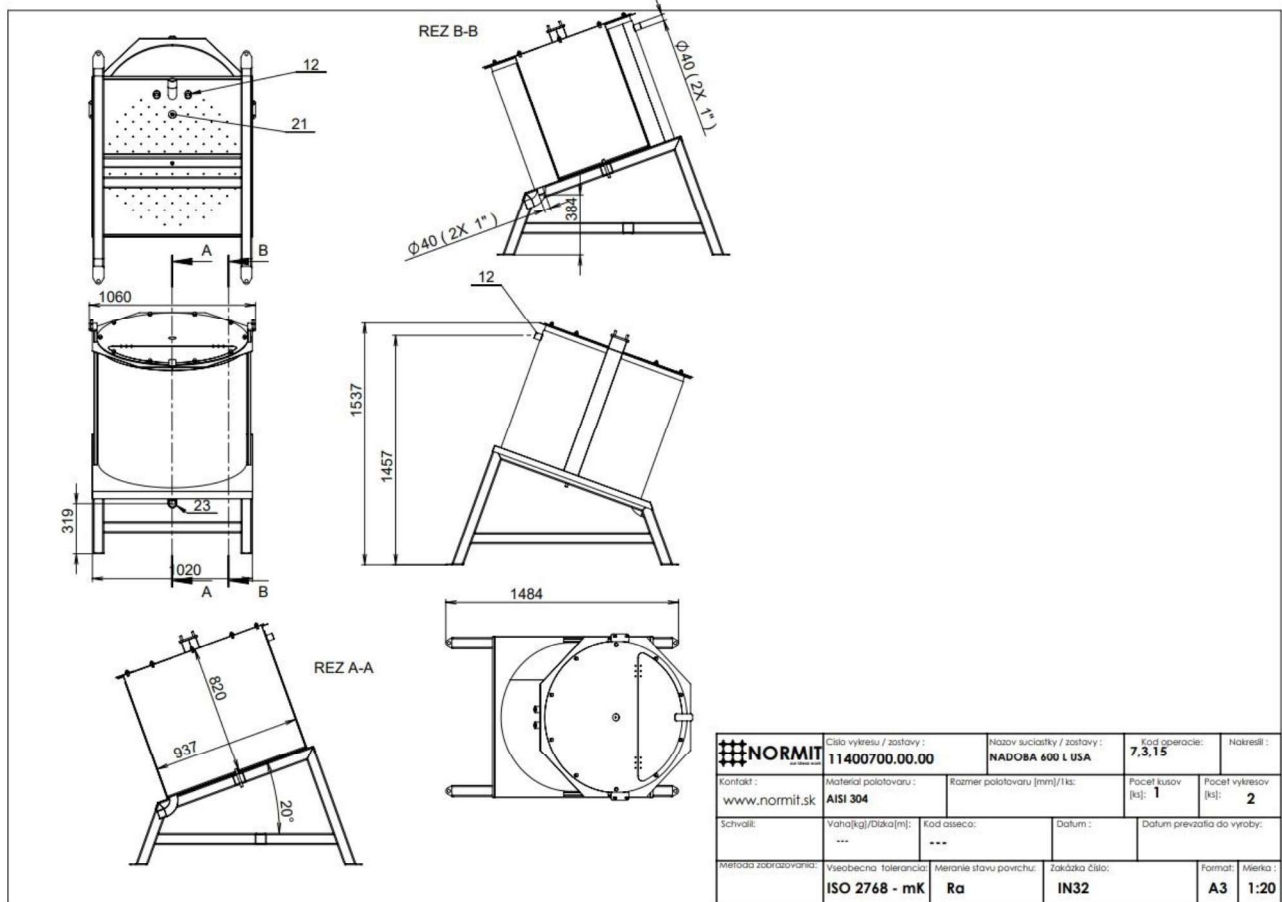 REZ B-B
12
21
Ø40 ( 2X 1" )
Ø40 ( 2X 1" )
384
A B
1060
12
1537
1457
319
23
1020
A B
1484
REZ A-A
820
937
20°
NORMIT
Cislo vykresu / zostavy :
11400700.00.00
Nazov suciastky / zostavy :
NADOBA 600 L USA
Kod operacie:
7,3,15
Nakreslil :
Kontakt :
www.normit.sk
Material polotovaru :
AISI 304
Rozmer polotovaru [mm]/1ks:
Pocet kusov
[ks]: 1
Pocet vykresov
[ks]: 2
Schvalil:
Vaha[kg]/Dlzka[m]:
---
Kod asseco:
---
Datum :
Datum prevzatia do vyroby:
Metoda zobrazovania:
Vseobecna tolerancia:
ISO 2768 - mK
Meranie stavu povrchu:
Ra
Zakázka číslo:
IN32
Format:
A3
Mierka :
1:20